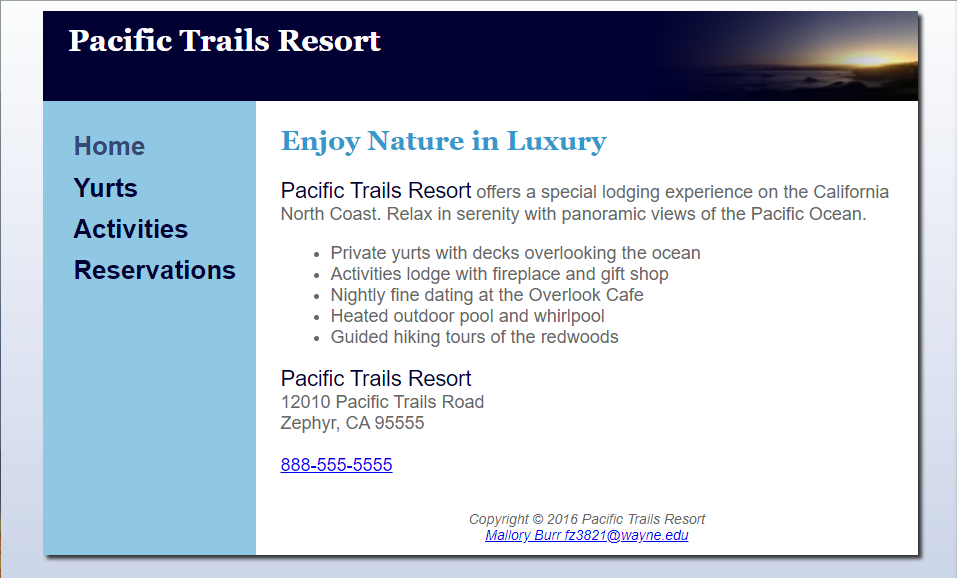 Pacific Trails Resort
Home
Yurts
Activities
Reservations
Enjoy Nature in Luxury
Pacific Trails Resort offers a special lodging experience on the California
North Coast. Relax in serenity with panoramic views of the Pacific Ocean.
• Private yurts with decks overlooking the ocean
• Activities lodge with fireplace and gift shop
• Nightly fine dating at the Overlook Cafe
• Heated outdoor pool and whirlpool
• Guided hiking tours of the redwoods
Pacific Trails Resort
12010 Pacific Trails Road
Zephyr, CA 95555
888-555-5555
Copyright © 2016 Pacific Trails Resort
Mallory Burr fz3821@wayne.edu